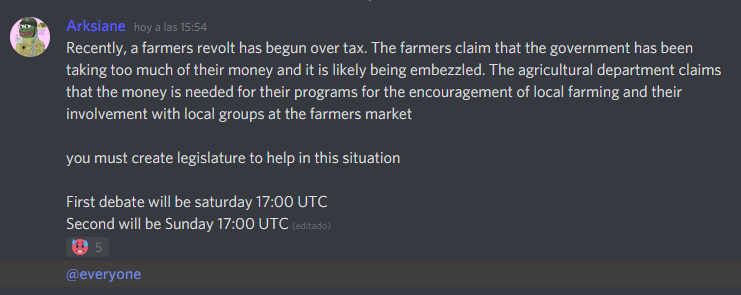 Arksiane hoy a las 15:54
Recently, a farmers revolt has begun over tax. The farmers claim that the government has been
taking too much of their money and it is likely being embezzled. The agricultural department claims
that the money is needed for their programs for the encouragement of local farming and their
involvement with local groups at the farmers market
you must create legislature to help in this situation
First debate will be saturday 17:00 UTC
Second will be Sunday 17:00 UTC (editado)
5
@everyone